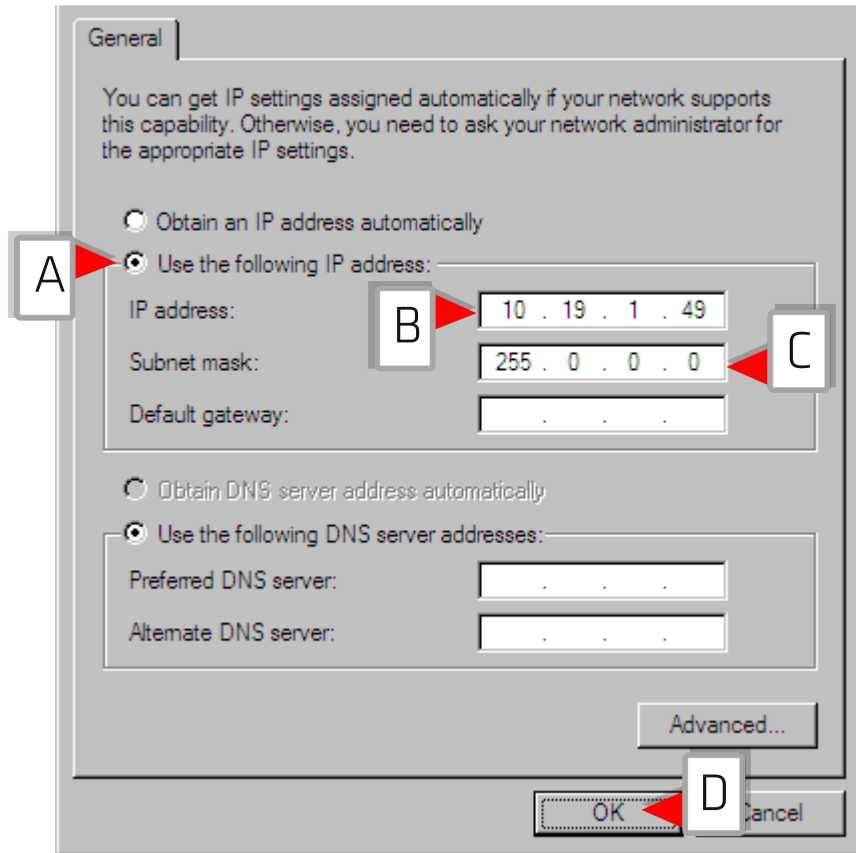 General
You can get IP settings assigned automatically if your network supports
this capability. Otherwise, you need to ask your network administrator for
the appropriate IP settings.
Obtain an IP address automatically
A
Use the following IP address:
IP address:
B
10 . 19 . 1 . 49
Subnet mask:
255 . 0 . 0 . 0
C
Default gateway:
. . .
Obtain DNS server address automatically
Use the following DNS server addresses:
Preferred DNS server:
. . .
Alternate DNS server:
. . .
Advanced...
OK
D
Cancel